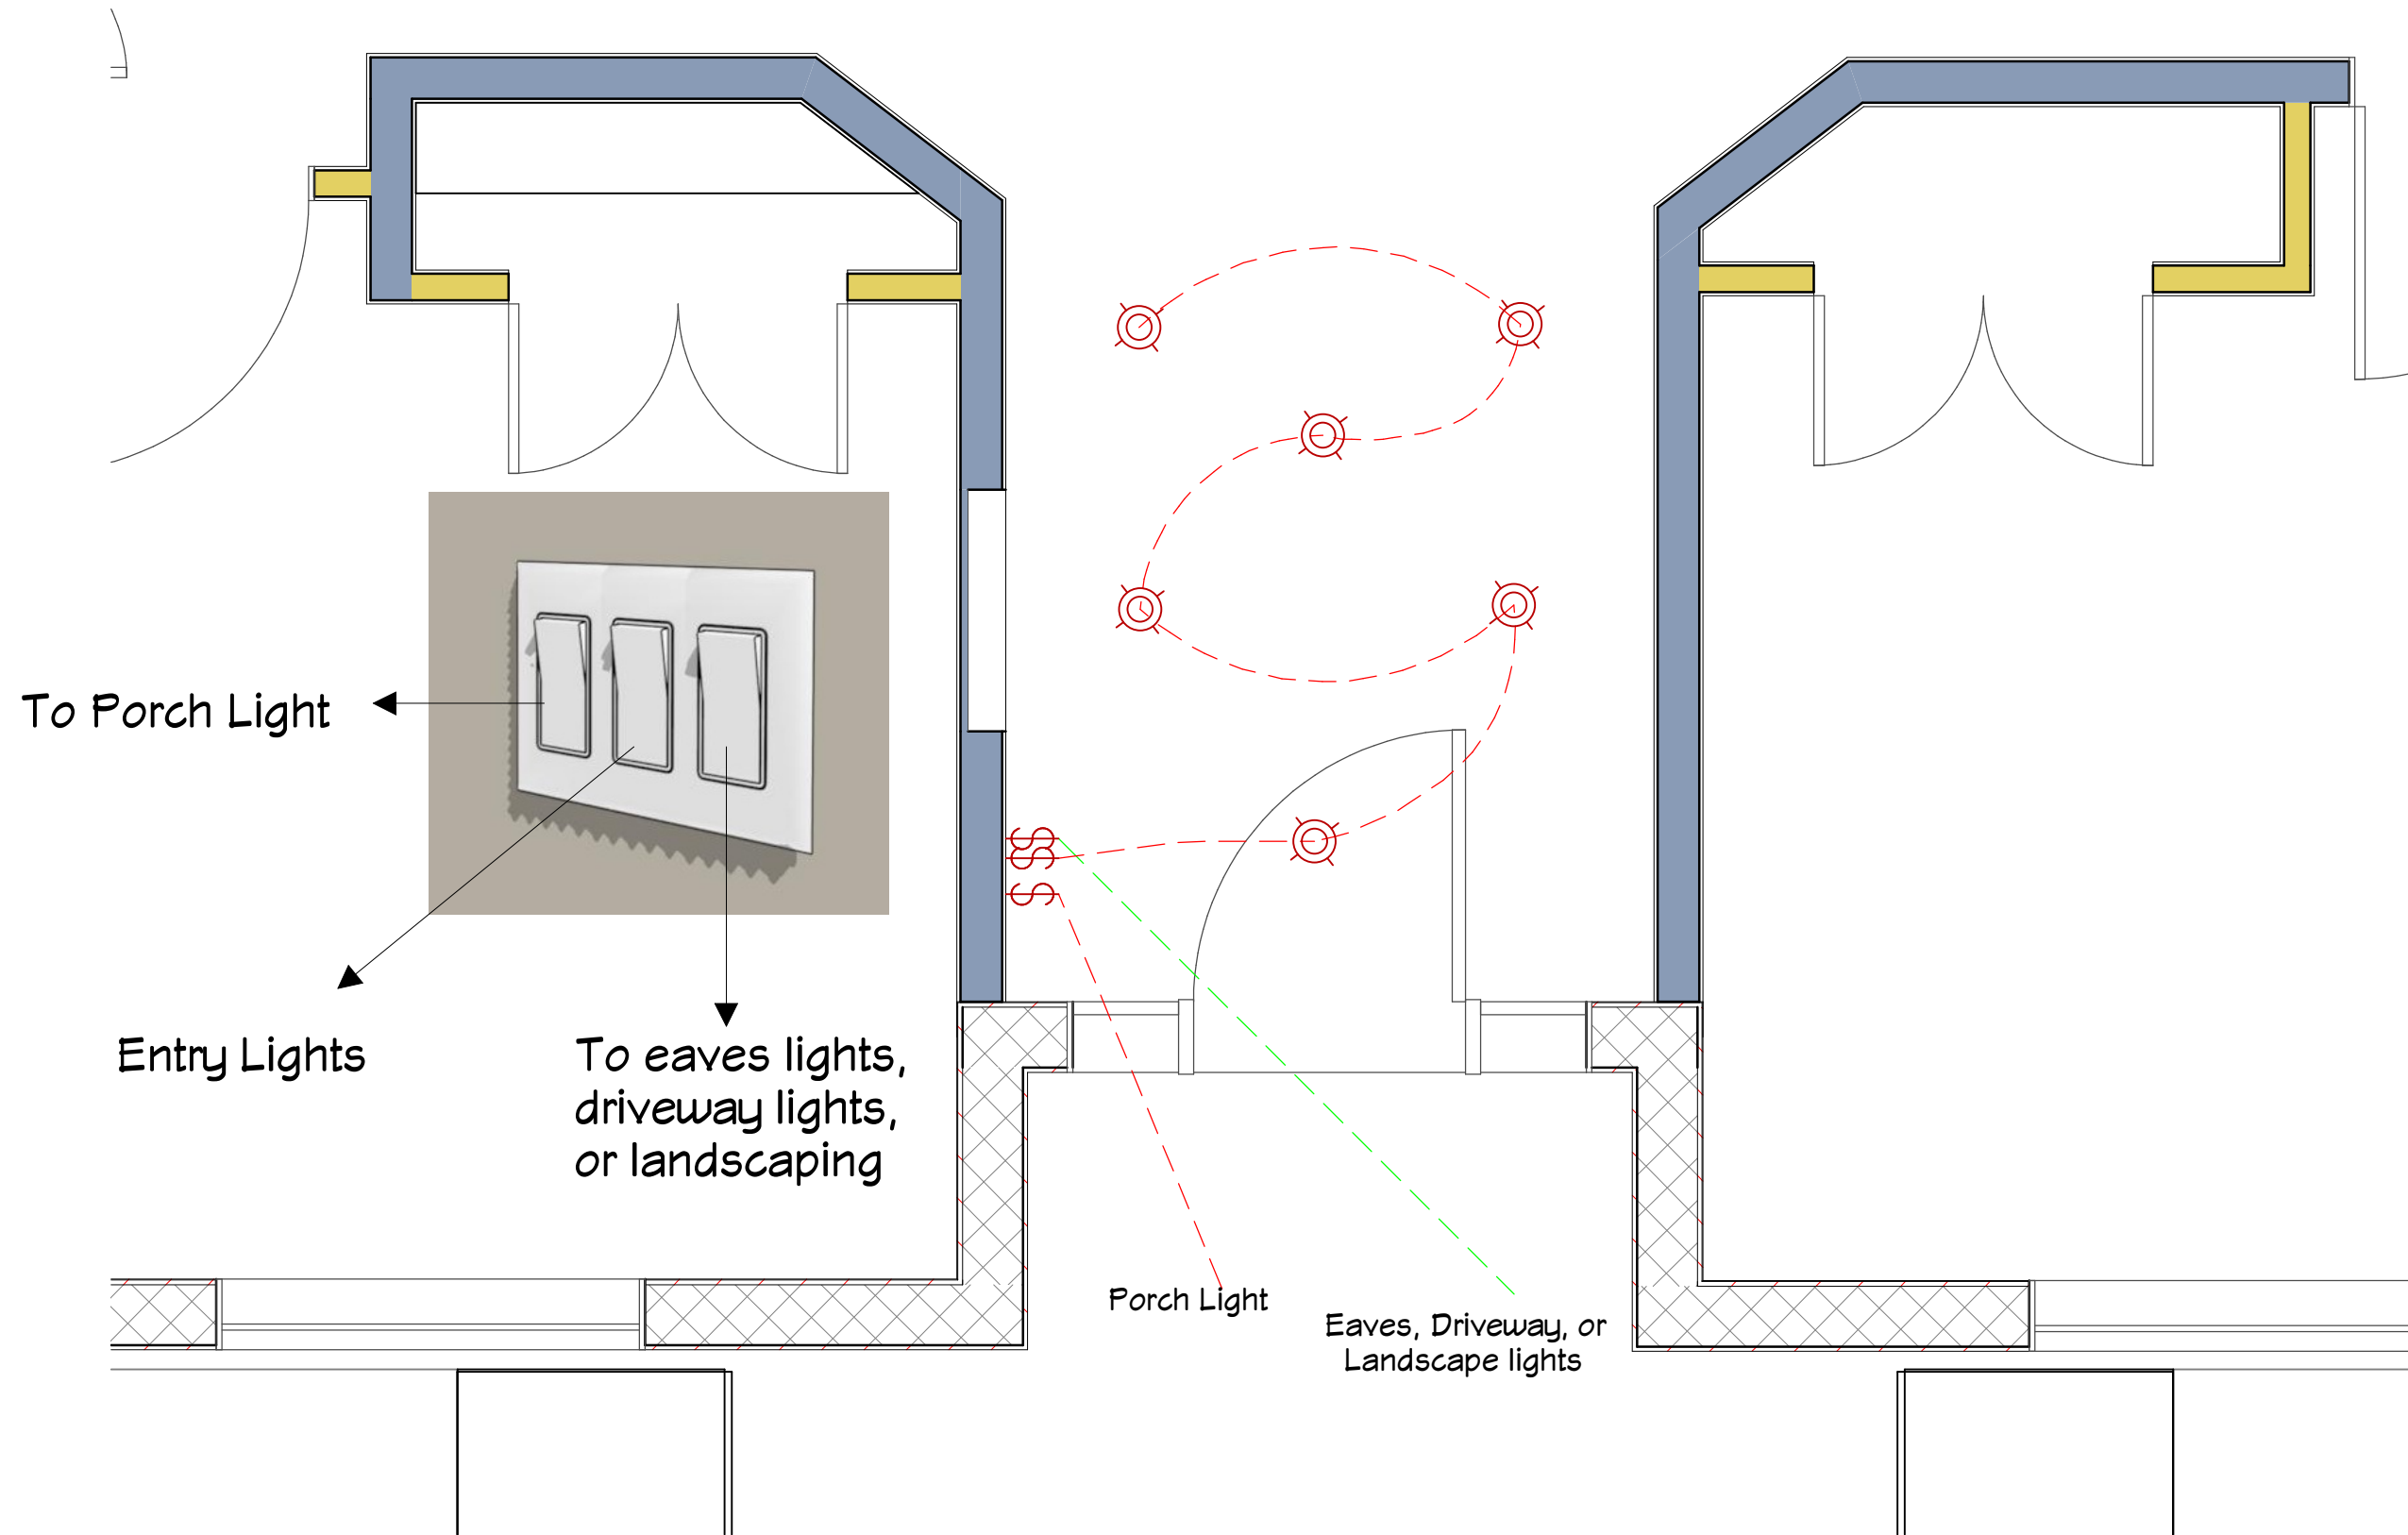 To Porch Light
Entry Lights
To eaves lights,
driveway lights,
or landscaping
Porch Light
Eaves, Driveway, or
Landscape lights